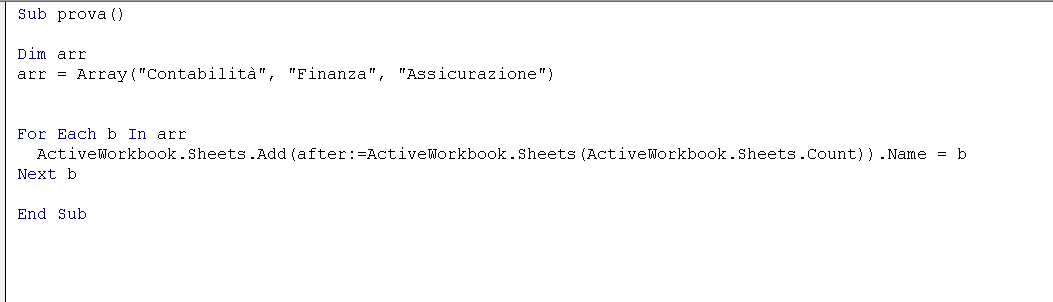 Sub prova()
Dim arr
arr = Array("Contabilità", "Finanza", "Assicurazione")
For Each b In arr
ActiveWorkbook.Sheets.Add(after:=ActiveWorkbook.Sheets(ActiveWorkbook.Sheets.Count)).Name = b
Next b
End Sub